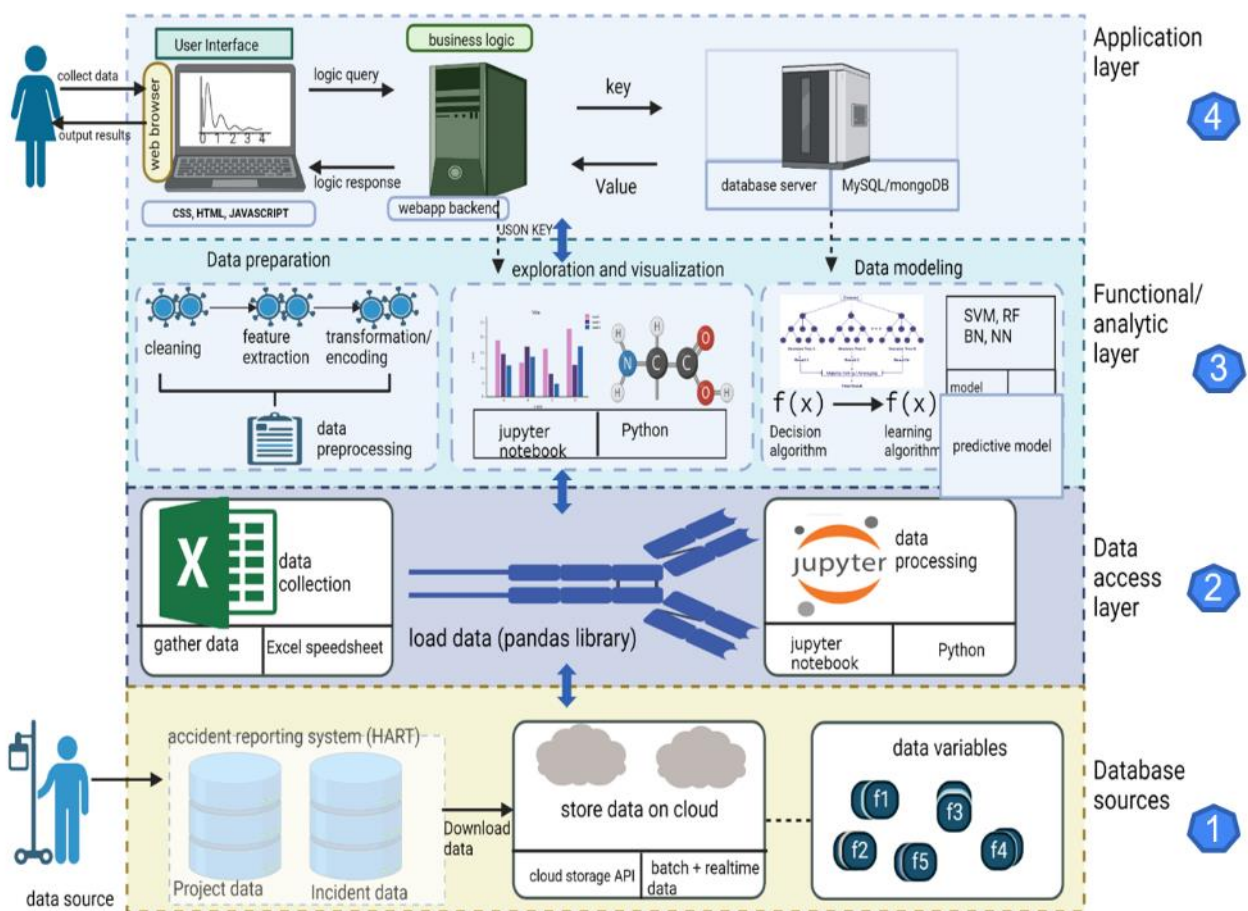 User Interface
business logic
Application
layer
collect data
web browser
logic query
key
4
output results
0 1 2 3 4
logic response
Value
database server
MySQL/mongoDB
CSS, HTML, JAVASCRIPT
webapp backend
JSON KEY
Data preparation
exploration and visualization
Data modeling
Functional/
analytic layer
3
cleaning
feature
extraction
transformation/
encoding
data
preprocessing
H
H
N
H
C
C
O
O
H
jupyter
notebook
Python
SVM, RF
BN, NN
f(x)
f(x)
Decision
algorithm
learning
algorithm
model
predictive model
X
data
collection
gather data
Excel speedsheet
load data (pandas library)
jupyter
data
processing
jupyter
notebook
Python
Data
access
layer
2
accident reporting system (HART)
Project data
Incident data
Download
data
store data on cloud
cloud storage API
batch + realtime
data
data variables
f1
f3
f2
f5
f4
Database
sources
1
data source